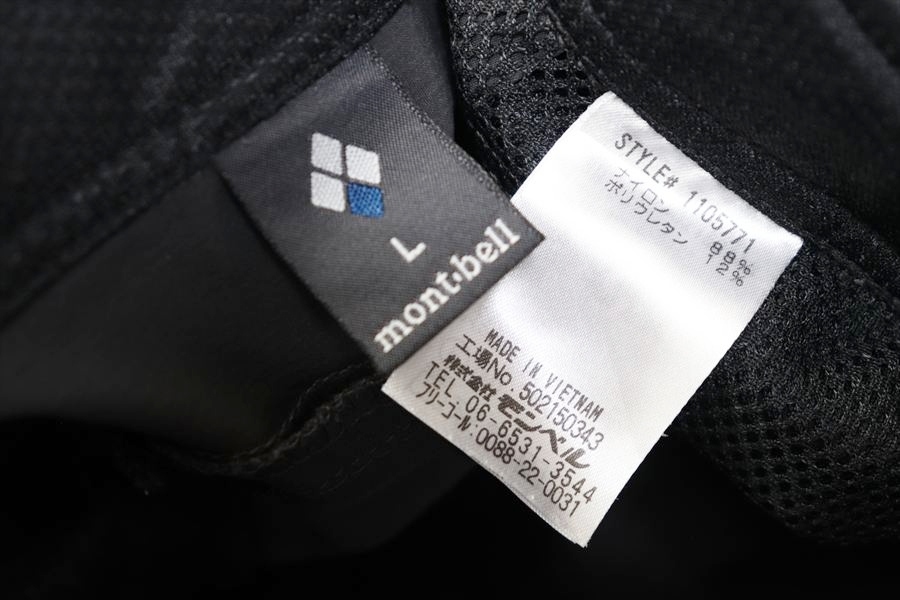 L
mont-bell
STYLE# 1105771
ナイロン 88%
ポリウレタン 12%
MADE IN VIETNAM
工場No.502150343
株式会社モンベル
TEL 06-6531-3544
フリーコール:0088-22-0031